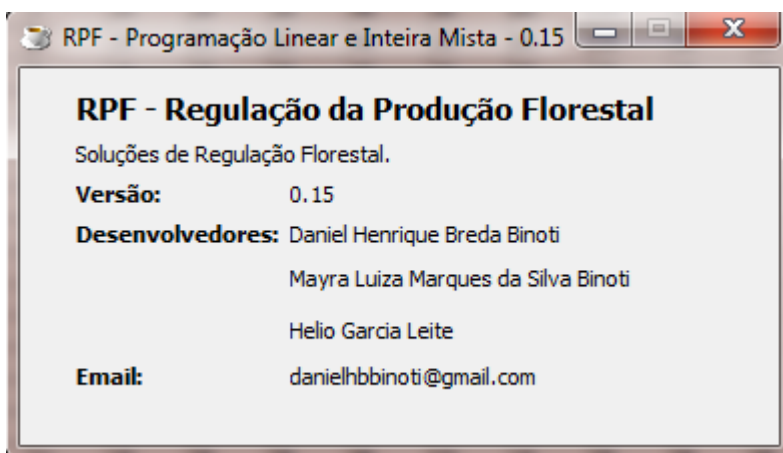 RPF - Programação Linear e Inteira Mista - 0.15
RPF - Regulação da Produção Florestal
Soluções de Regulação Florestal.
Versão: 0.15
Desenvolvedores: Daniel Henrique Breda Binoti
Mayra Luiza Marques da Silva Binoti
Helio Garcia Leite
Email: danielhbbinoti@gmail.com